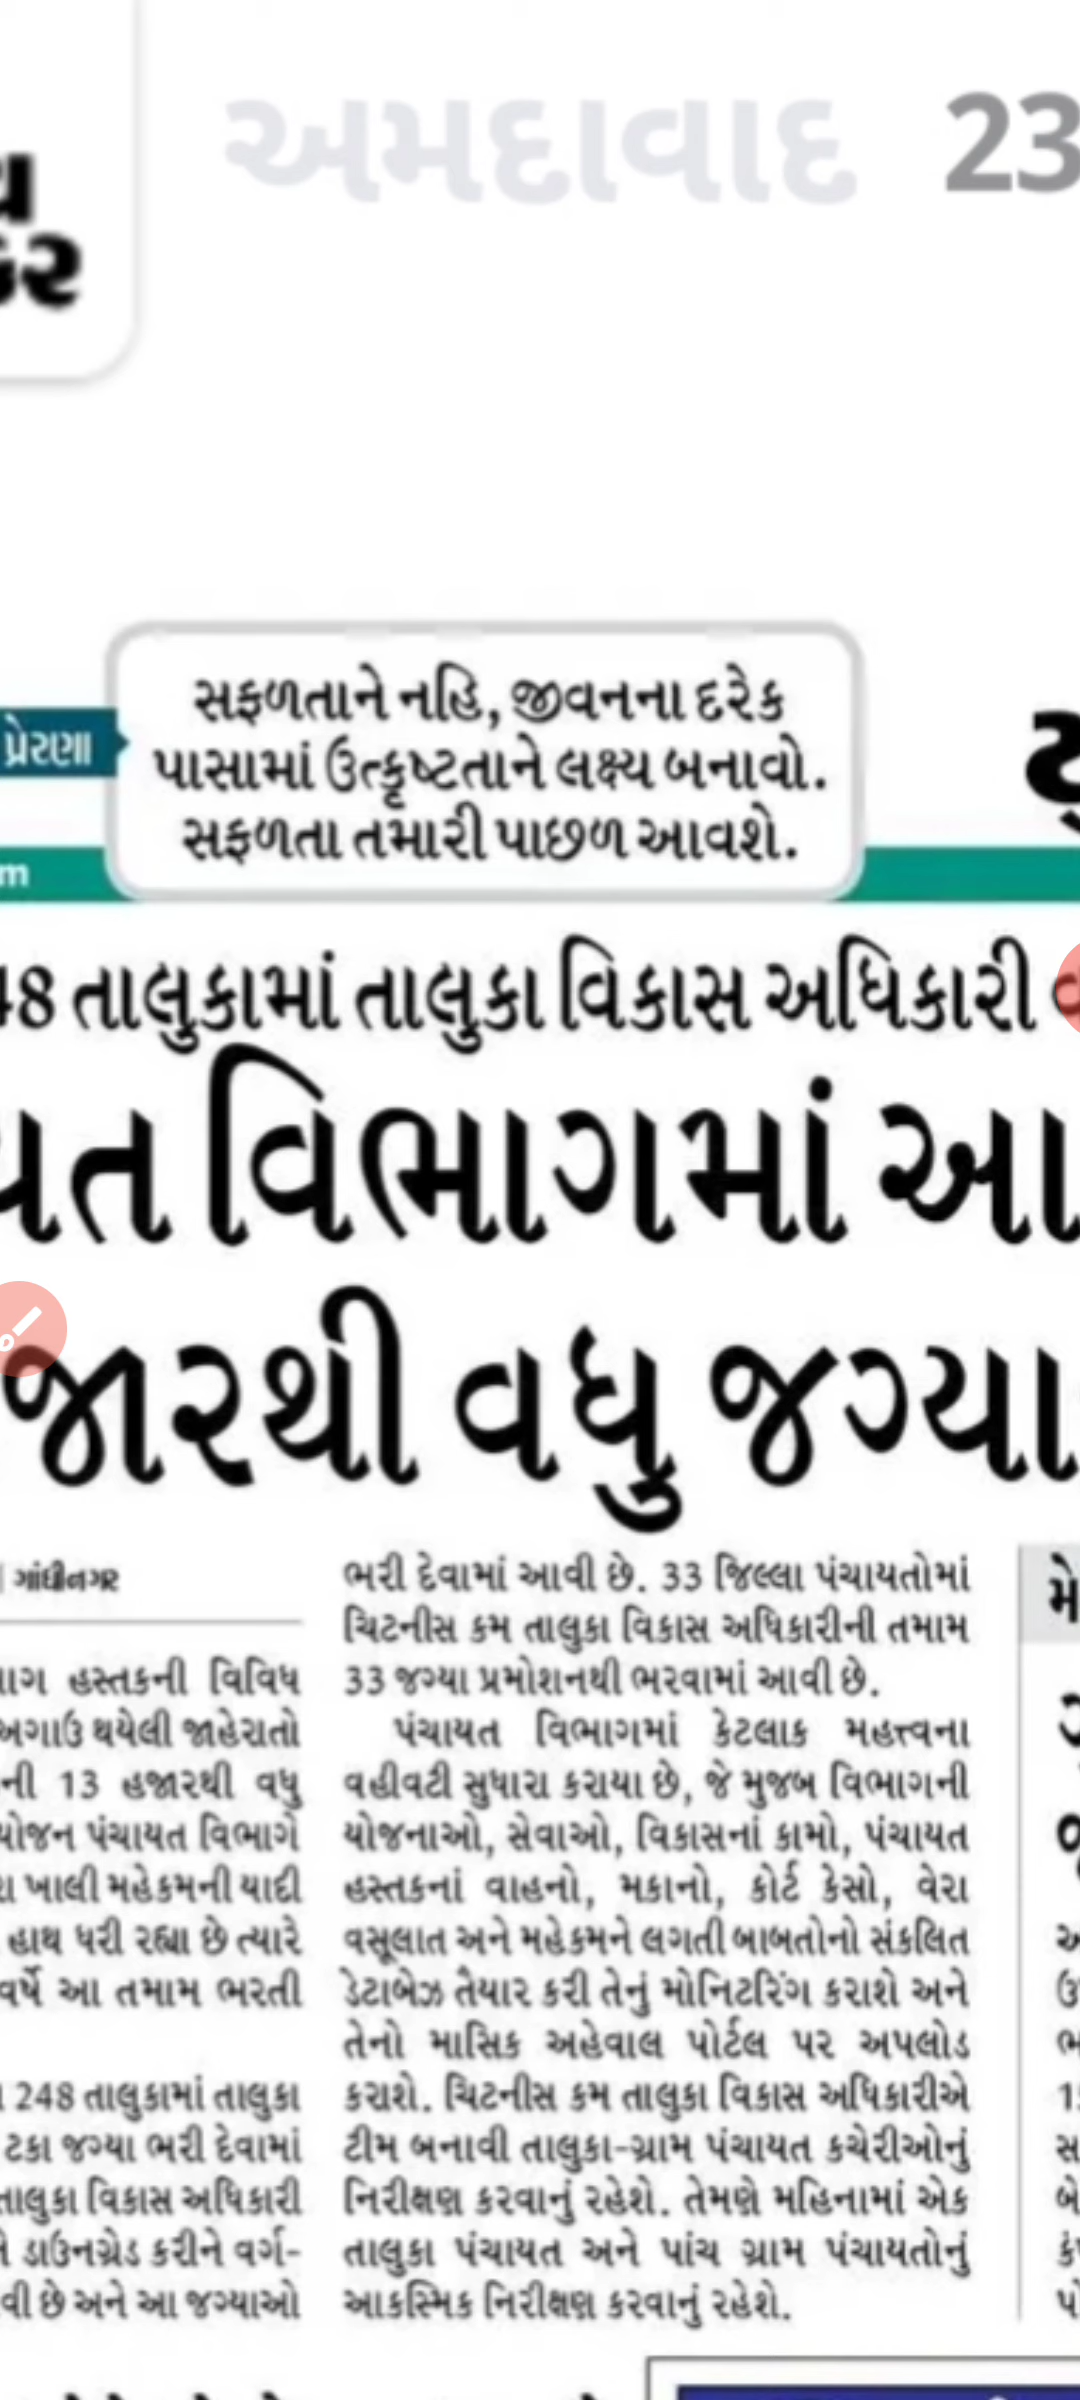 અમદાવાદ 23
પ્રેરણા
સફળતાને નહિ, જીવનના દરેક
પાસામાં ઉત્કૃષ્ટતાને લક્ષ્ય બનાવો.
સફળતા તમારી પાછળ આવશે.
તાલુકામાં તાલુકા વિકાસ અધિકારી
વિભાગમાં આ
વધુ જગ્યા
ગાંધીનગર
હસ્તકની વિવિધ
થયેલી જાહેરાતો
13 હજારથી વધુ
પંચાયત વિભાગે
ખાલી મહેકમની યાદી
હાથ ધરી રહ્યા છે ત્યારે
આ તમામ ભરતી
248 તાલુકામાં તાલુકા
ટકા જગ્યા ભરી દેવામાં
તાલુકા વિકાસ અધિકારી
ડાઉનગ્રેડ કરીને વર્ગ-
છે અને આ જગ્યાઓ
ભરી દેવામાં આવી છે. 33 જિલ્લા પંચાયતોમાં
ચિટનીસ કમ તાલુકા વિકાસ અધિકારીની તમામ
33 જગ્યા પ્રમોશનથી ભરવામાં આવી છે.
પંચાયત વિભાગમાં કેટલાક મહત્ત્વના
વહીવટી સુધારા કરાયા છે, જે મુજબ વિભાગની
યોજનાઓ, સેવાઓ, વિકાસનાં કામો, પંચાયત
હસ્તકનાં વાહનો, મકાનો, કોર્ટ કેસો, વેરા
વસૂલાત અને મહેકમને લગતી બાબતોનો સંકલિત
ડેટાબેઝ તૈયાર કરી તેનું મોનિટરિંગ કરાશે અને
તેનો માસિક અહેવાલ પોર્ટલ પર અપલોડ
કરાશે. ચિટનીસ કમ તાલુકા વિકાસ અધિકારીએ
ટીમ બનાવી તાલુકા-ગ્રામ પંચાયત કચેરીઓનું
નિરીક્ષણ કરવાનું રહેશે. તેમણે મહિનામાં એક
તાલુકા પંચાયત અને પાંચ ગ્રામ પંચાયતોનું
આકસ્મિક નિરીક્ષણ કરવાનું રહેશે.